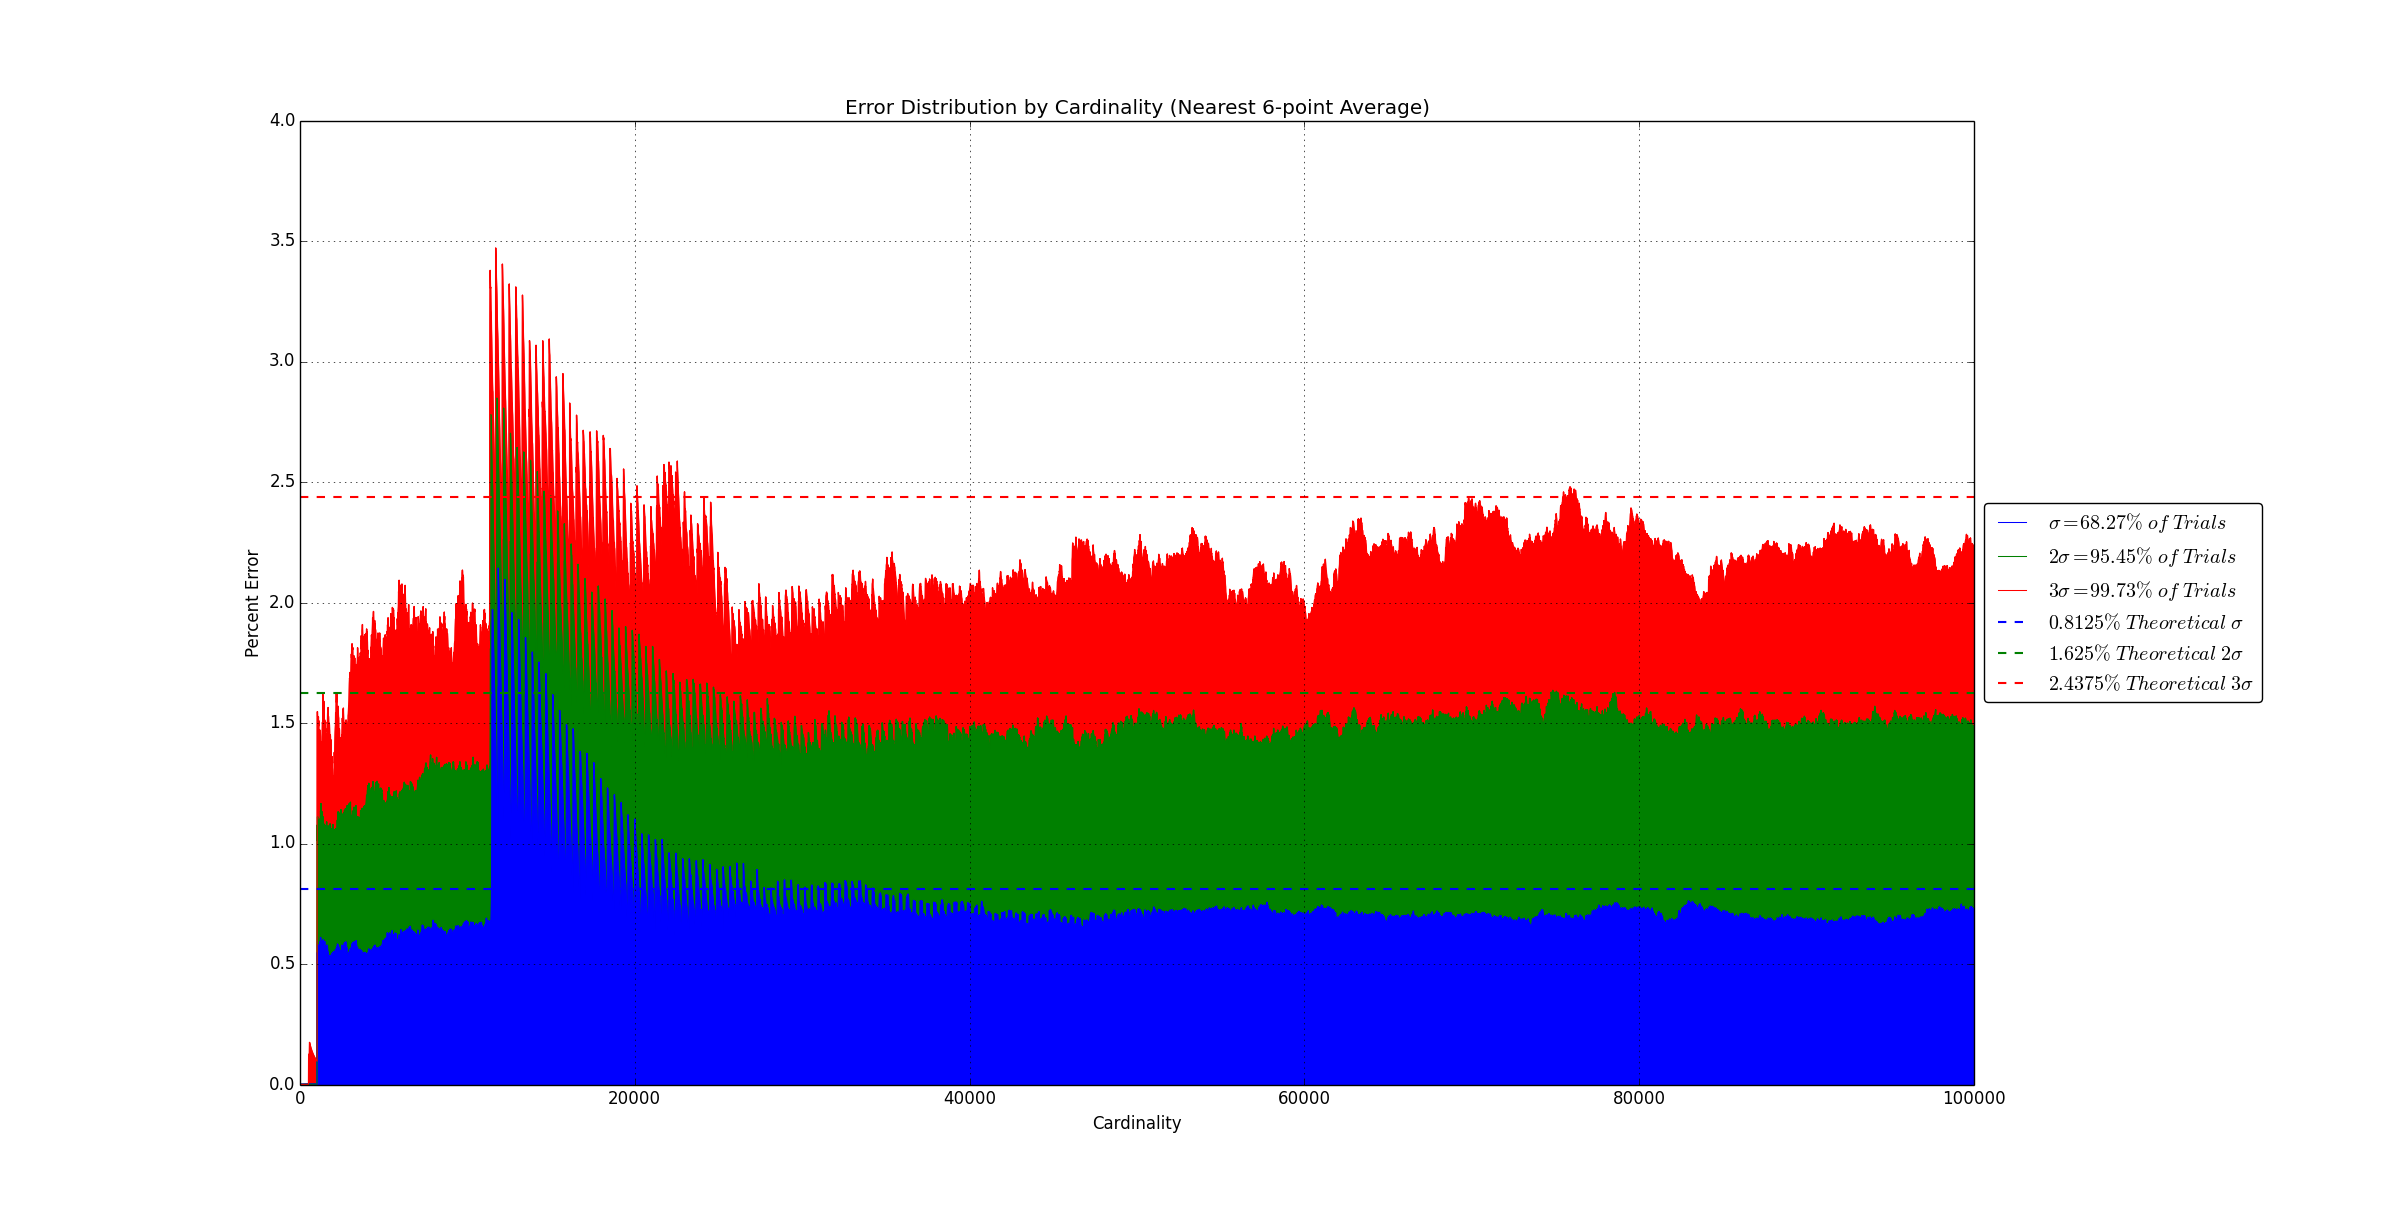 Error Distribution by Cardinality (Nearest 6-point Average)
4.0
3.5
3.0
2.5
2.0
1.5
1.0
0.5
0.0
Percent Error
0
20000
40000
60000
80000
100000
Cardinality
σ=68.27% of Trials
2σ=95.45% of Trials
3σ=99.73% of Trials
0.8125% Theoretical σ
1.625% Theoretical 2σ
2.4375% Theoretical 3σ